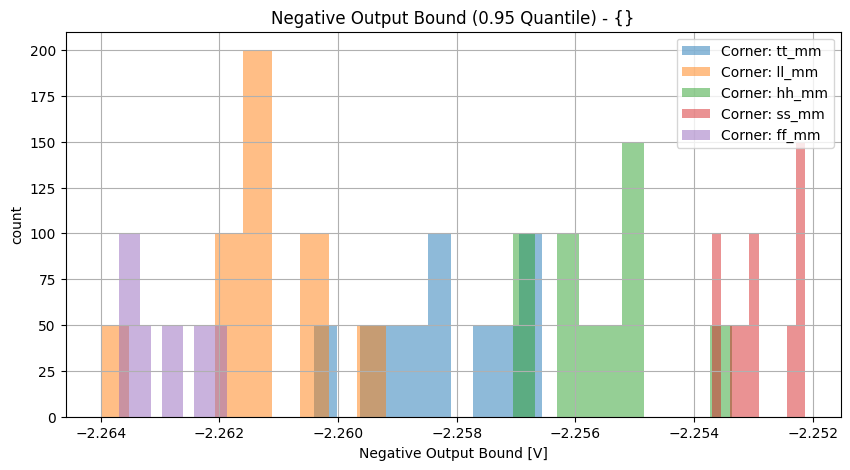 Negative Output Bound (0.95 Quantile) - {}
Corner: tt_mm
Corner: ll_mm
Corner: hh_mm
Corner: ss_mm
Corner: ff_mm
200
175
150
125
100
75
50
25
0
count
−2.264 −2.262 −2.260 −2.258 −2.256 −2.254 −2.252
Negative Output Bound [V]